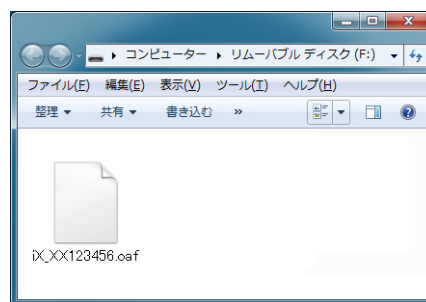 コンピューター ▸ リムーバブル ディスク (F:)
ファイル(F) 編集(E) 表示(V) ツール(T) ヘルプ(H)
整理 ▼ 共有 ▼ 書き込む »
iX_XX123456.oaf